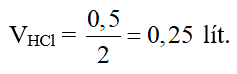 V_HCl = 0,5/2 = 0,25 lít.